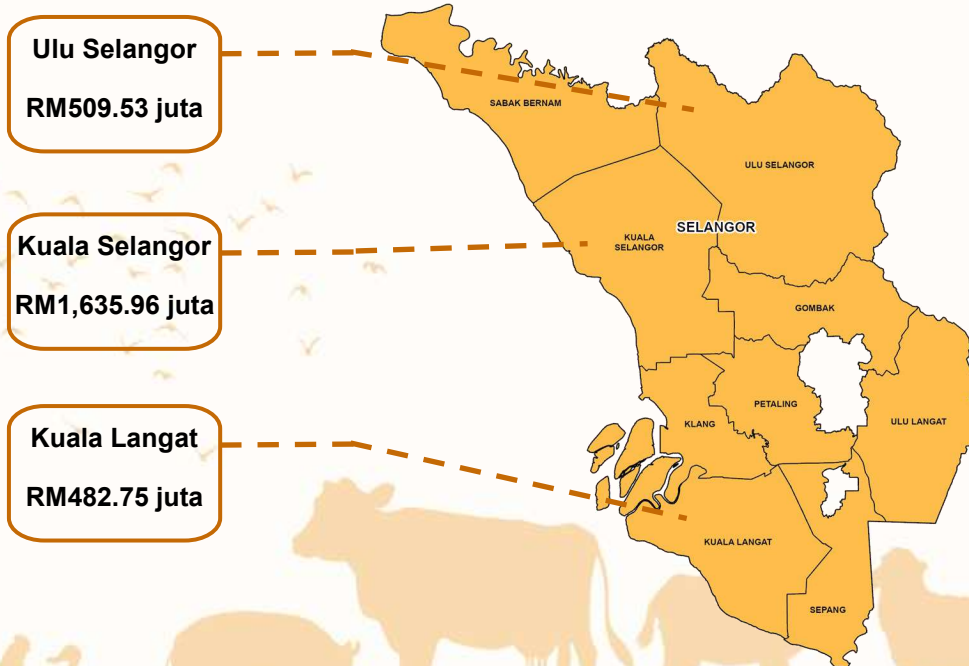 Ulu Selangor
RM509.53 juta
Kuala Selangor
RM1,635.96 juta
Kuala Langat
RM482.75 juta
SABAK BERNAM
ULU SELANGOR
KUALA
SELANGOR
SELANGOR
GOMBAK
PETALING
KLANG
ULU LANGAT
KUALA LANGAT
SEPANG